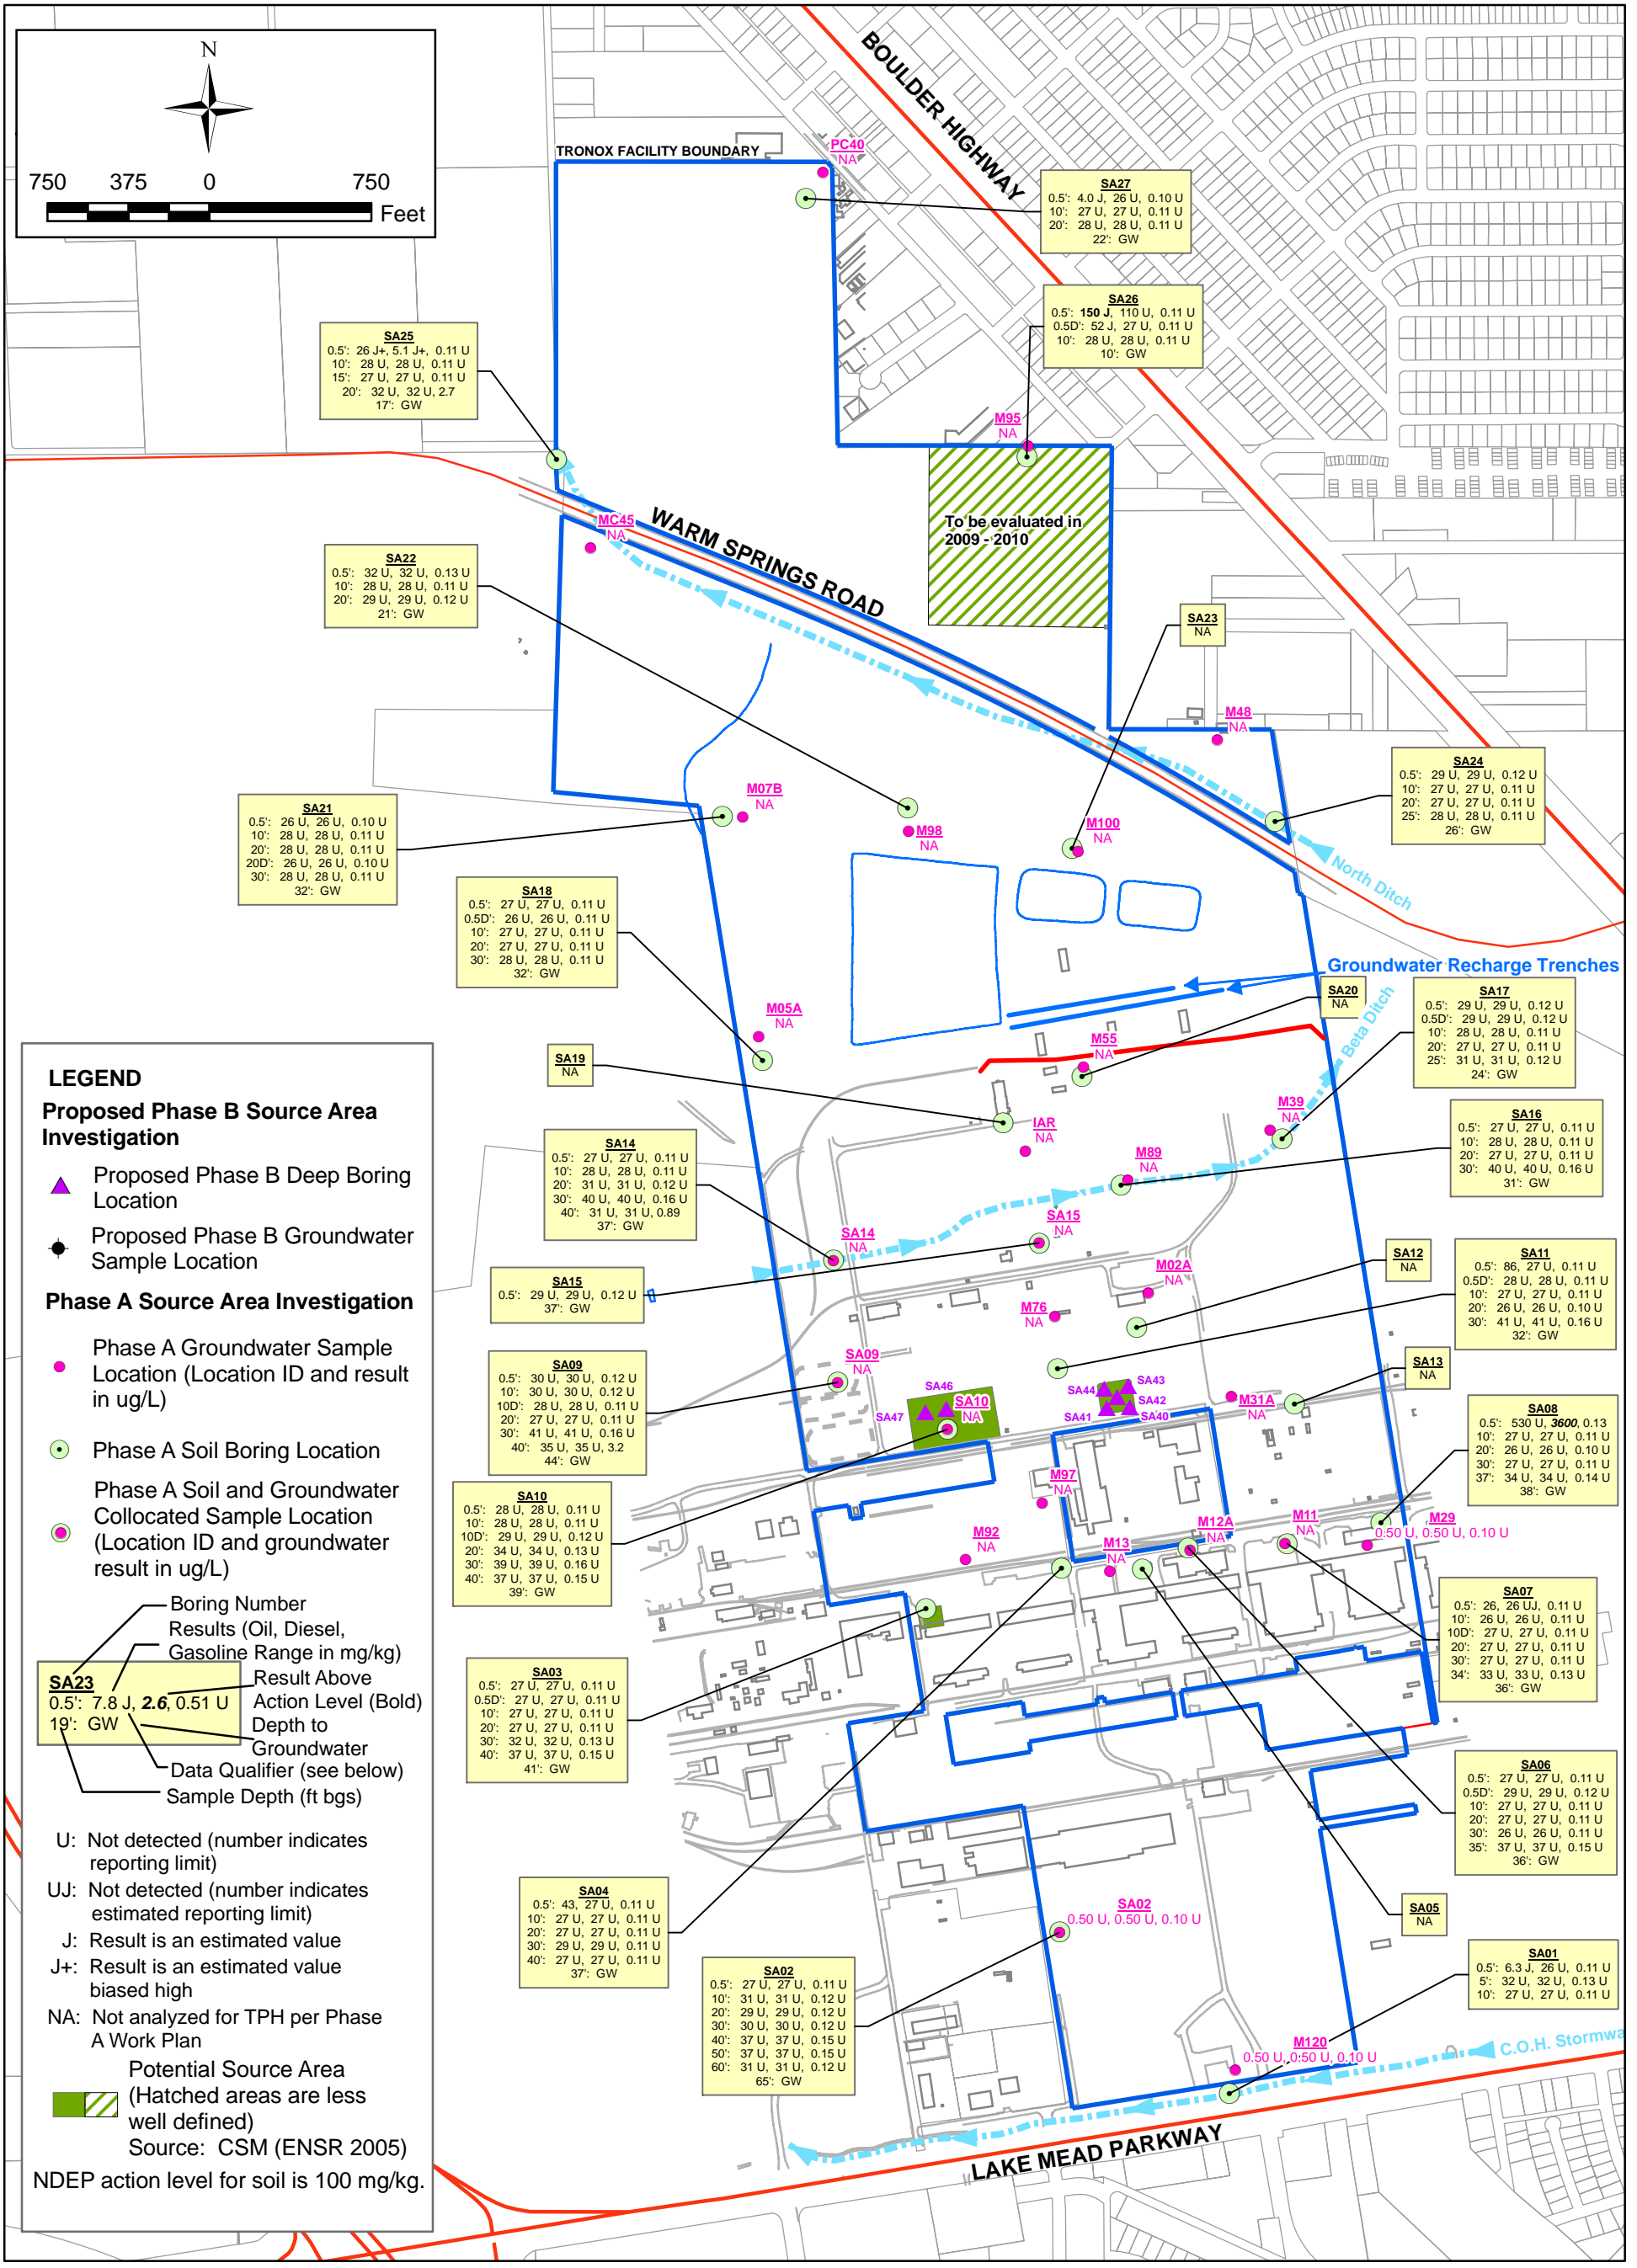 N
750 375 0 750
Feet
BOULDER HIGHWAY
TRONOX FACILITY BOUNDARY
PC40
NA
SA27
0.5': 4.0 J, 26 U, 0.10 U
10': 27 U, 27 U, 0.11 U
20': 28 U, 28 U, 0.11 U
22': GW
SA26
0.5': 150 J, 110 U, 0.11 U
0.5D': 52 J, 27 U, 0.11 U
10': 28 U, 28 U, 0.11 U
10': GW
SA25
0.5': 26 J+, 5.1 J+, 0.11 U
10': 28 U, 28 U, 0.11 U
15': 27 U, 27 U, 0.11 U
20': 32 U, 32 U, 2.7
17': GW
M95
NA
To be evaluated in
2009 - 2010
MC45
NA
WARM SPRINGS ROAD
SA22
0.5': 32 U, 32 U, 0.13 U
10': 28 U, 28 U, 0.11 U
20': 29 U, 29 U, 0.12 U
21': GW
SA23
NA
M48
NA
SA24
0.5': 29 U, 29 U, 0.12 U
10': 27 U, 27 U, 0.11 U
20': 27 U, 27 U, 0.11 U
25': 28 U, 28 U, 0.11 U
26': GW
SA21
0.5': 26 U, 26 U, 0.10 U
10': 28 U, 28 U, 0.11 U
20': 28 U, 28 U, 0.11 U
20D': 26 U, 26 U, 0.10 U
30': 28 U, 28 U, 0.11 U
32': GW
M07B
NA
M98
NA
M100
NA
North Ditch
SA18
0.5': 27 U, 27 U, 0.11 U
0.5D': 26 U, 26 U, 0.11 U
10': 27 U, 27 U, 0.11 U
20': 27 U, 27 U, 0.11 U
30': 28 U, 28 U, 0.11 U
32': GW
Groundwater Recharge Trenches
SA20
NA
SA17
0.5': 29 U, 29 U, 0.12 U
0.5D': 29 U, 29 U, 0.12 U
10': 28 U, 28 U, 0.11 U
20': 27 U, 27 U, 0.11 U
25': 31 U, 31 U, 0.12 U
24': GW
Beta Ditch
M05A
NA
M55
NA
SA19
NA
M39
NA
IAR
NA
SA16
0.5': 27 U, 27 U, 0.11 U
10': 28 U, 28 U, 0.11 U
20': 27 U, 27 U, 0.11 U
30': 40 U, 40 U, 0.16 U
31': GW
SA14
0.5': 27 U, 27 U, 0.11 U
10': 28 U, 28 U, 0.11 U
20': 31 U, 31 U, 0.12 U
30': 40 U, 40 U, 0.16 U
40': 31 U, 31 U, 0.89
37': GW
M89
NA
SA14
NA
SA15
NA
SA15
0.5': 29 U, 29 U, 0.12 U
37': GW
M02A
NA
SA12
NA
SA11
0.5': 86, 27 U, 0.11 U
0.5D': 28 U, 28 U, 0.11 U
10': 27 U, 27 U, 0.11 U
20': 26 U, 26 U, 0.10 U
30': 41 U, 41 U, 0.16 U
32': GW
M76
NA
SA09
0.5': 30 U, 30 U, 0.12 U
10': 30 U, 30 U, 0.12 U
10D': 28 U, 28 U, 0.11 U
20': 27 U, 27 U, 0.11 U
30': 41 U, 41 U, 0.16 U
40': 35 U, 35 U, 3.2
44': GW
SA09
NA
SA46
SA47
SA10
NA
SA44
SA43
SA42
SA41
SA40
M31A
NA
SA13
NA
SA08
0.5': 530 U, 3600, 0.13
10': 27 U, 27 U, 0.11 U
20': 26 U, 26 U, 0.10 U
30': 27 U, 27 U, 0.11 U
37': 34 U, 34 U, 0.14 U
38': GW
SA10
0.5': 28 U, 28 U, 0.11 U
10': 28 U, 28 U, 0.11 U
10D': 29 U, 29 U, 0.12 U
20': 34 U, 34 U, 0.13 U
30': 39 U, 39 U, 0.16 U
40': 37 U, 37 U, 0.15 U
39': GW
M97
NA
M92
NA
M13
NA
M12A
NA
M11
NA
M29
0.50 U, 0.50 U, 0.10 U
SA07
0.5': 26, 26 UJ, 0.11 U
10': 26 U, 26 U, 0.11 U
10D': 27 U, 27 U, 0.11 U
20': 27 U, 27 U, 0.11 U
30': 27 U, 27 U, 0.11 U
34': 33 U, 33 U, 0.13 U
36': GW
SA03
0.5': 27 U, 27 U, 0.11 U
0.5D': 27 U, 27 U, 0.11 U
10': 27 U, 27 U, 0.11 U
20': 27 U, 27 U, 0.11 U
30': 32 U, 32 U, 0.13 U
40': 37 U, 37 U, 0.15 U
41': GW
SA06
0.5': 27 U, 27 U, 0.11 U
0.5D': 29 U, 29 U, 0.12 U
10': 27 U, 27 U, 0.11 U
20': 27 U, 27 U, 0.11 U
30': 26 U, 26 U, 0.11 U
35': 37 U, 37 U, 0.15 U
36': GW
SA04
0.5': 43, 27 U, 0.11 U
10': 27 U, 27 U, 0.11 U
20': 27 U, 27 U, 0.11 U
30': 29 U, 29 U, 0.11 U
40': 27 U, 27 U, 0.11 U
37': GW
SA05
NA
SA02
0.50 U, 0.50 U, 0.10 U
SA02
0.5': 27 U, 27 U, 0.11 U
10': 31 U, 31 U, 0.12 U
20': 29 U, 29 U, 0.12 U
30': 30 U, 30 U, 0.12 U
40': 37 U, 37 U, 0.15 U
50': 37 U, 37 U, 0.15 U
60': 31 U, 31 U, 0.12 U
65': GW
SA01
0.5': 6.3 J, 26 U, 0.11 U
5': 32 U, 32 U, 0.13 U
10': 27 U, 27 U, 0.11 U
M120
0.50 U, 0.50 U, 0.10 U
C.O.H. Stormwa
LAKE MEAD PARKWAY
LEGEND
Proposed Phase B Source Area
Investigation
Proposed Phase B Deep Boring
Location
Proposed Phase B Groundwater
Sample Location
Phase A Source Area Investigation
Phase A Groundwater Sample
Location (Location ID and result
in ug/L)
Phase A Soil Boring Location
Phase A Soil and Groundwater
Collocated Sample Location
(Location ID and groundwater
result in ug/L)
Boring Number
Results (Oil, Diesel,
Gasoline Range in mg/kg)
SA23
0.5': 7.8 J, 2.6, 0.51 U
19': GW
Result Above
Action Level (Bold)
Depth to
Groundwater
Data Qualifier (see below)
Sample Depth (ft bgs)
U: Not detected (number indicates
reporting limit)
UJ: Not detected (number indicates
estimated reporting limit)
J: Result is an estimated value
J+: Result is an estimated value
biased high
NA: Not analyzed for TPH per Phase
A Work Plan
Potential Source Area
(Hatched areas are less
well defined)
Source: CSM (ENSR 2005)
NDEP action level for soil is 100 mg/kg.